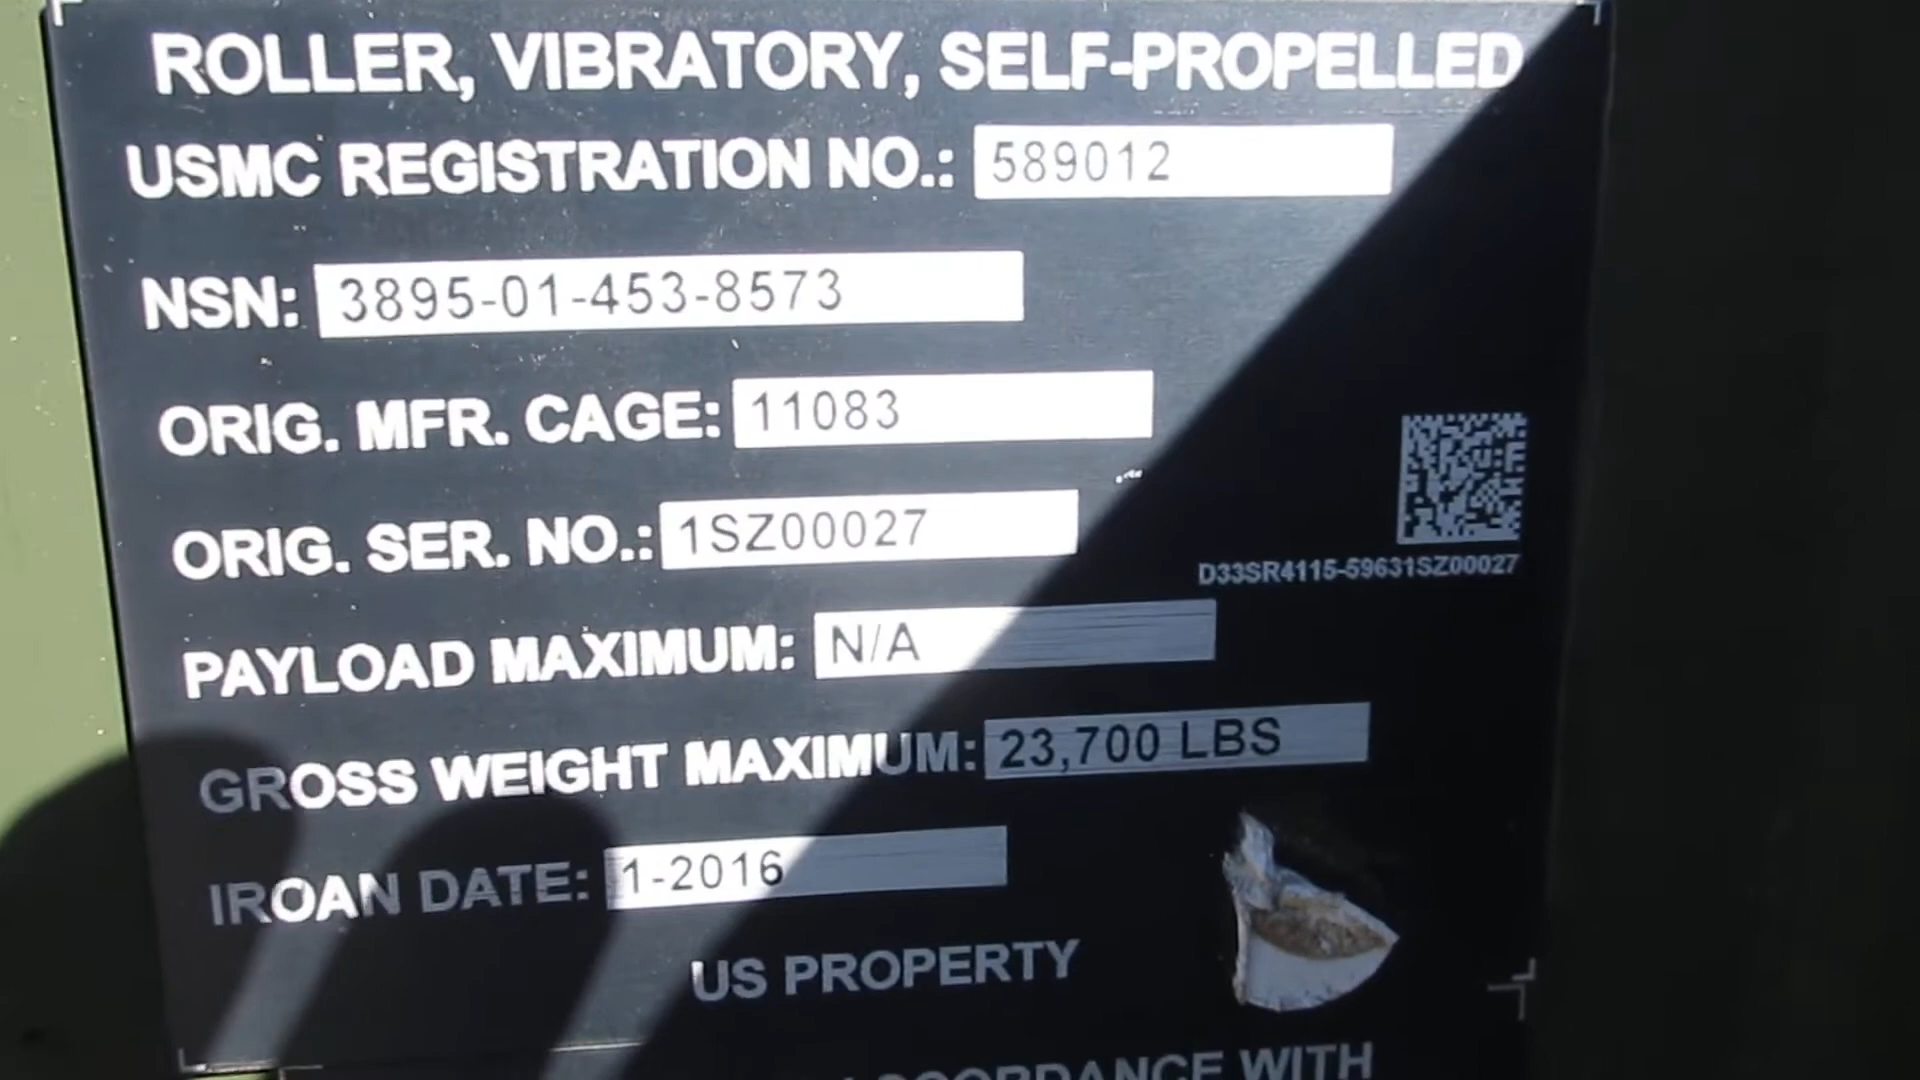 ROLLER, VIBRATORY, SELF-PROPELLED
USMC REGISTRATION NO.: 589012
NSN: 3895-01-453-8573
ORIG. MFR. CAGE: 11083
ORIG. SER. NO.: 1SZ00027
D33SR4115-59631SZ00027
PAYLOAD MAXIMUM: N/A
GROSS WEIGHT MAXIMUM: 23,700 LBS
IROAN DATE: 1-2016
US PROPERTY
ACCORDANCE WITH